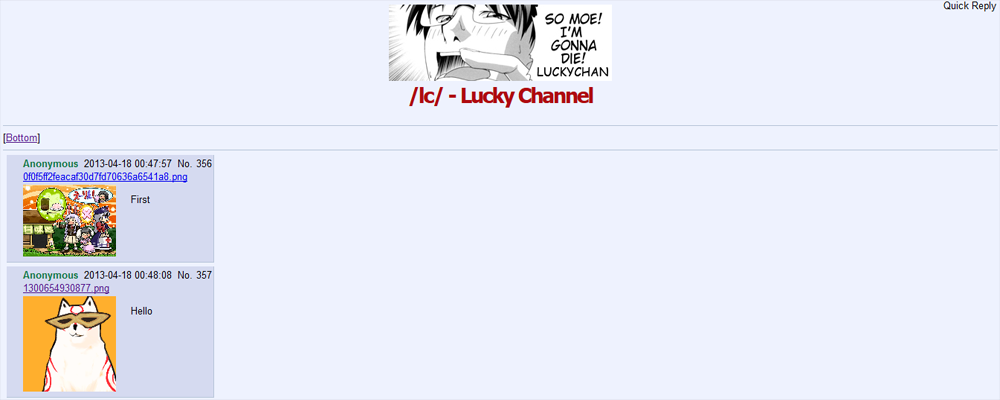 Quick Reply
SO MOE!
I'M
GONNA
DIE!
LUCKYCHAN
/lc/ - Lucky Channel
[Bottom]
Anonymous 2013-04-18 00:47:57 No. 356
0f0f5ff2feacaf30d7fd70636a6541a8.png
First
Anonymous 2013-04-18 00:48:08 No. 357
1300654930877.png
Hello